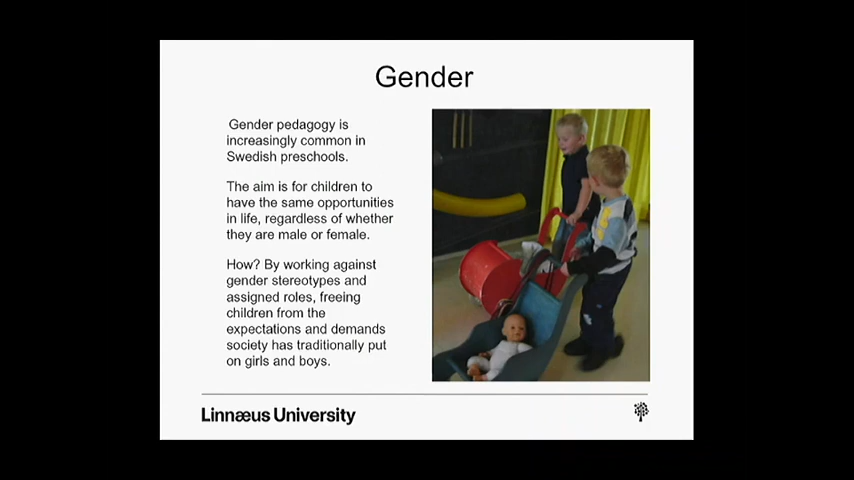 Gender
Gender pedagogy is
increasingly common in
Swedish preschools.
The aim is for children to
have the same opportunities
in life, regardless of whether
they are male or female.
How? By working against
gender stereotypes and
assigned roles, freeing
children from the
expectations and demands
society has traditionally put
on girls and boys.
Linnæus University